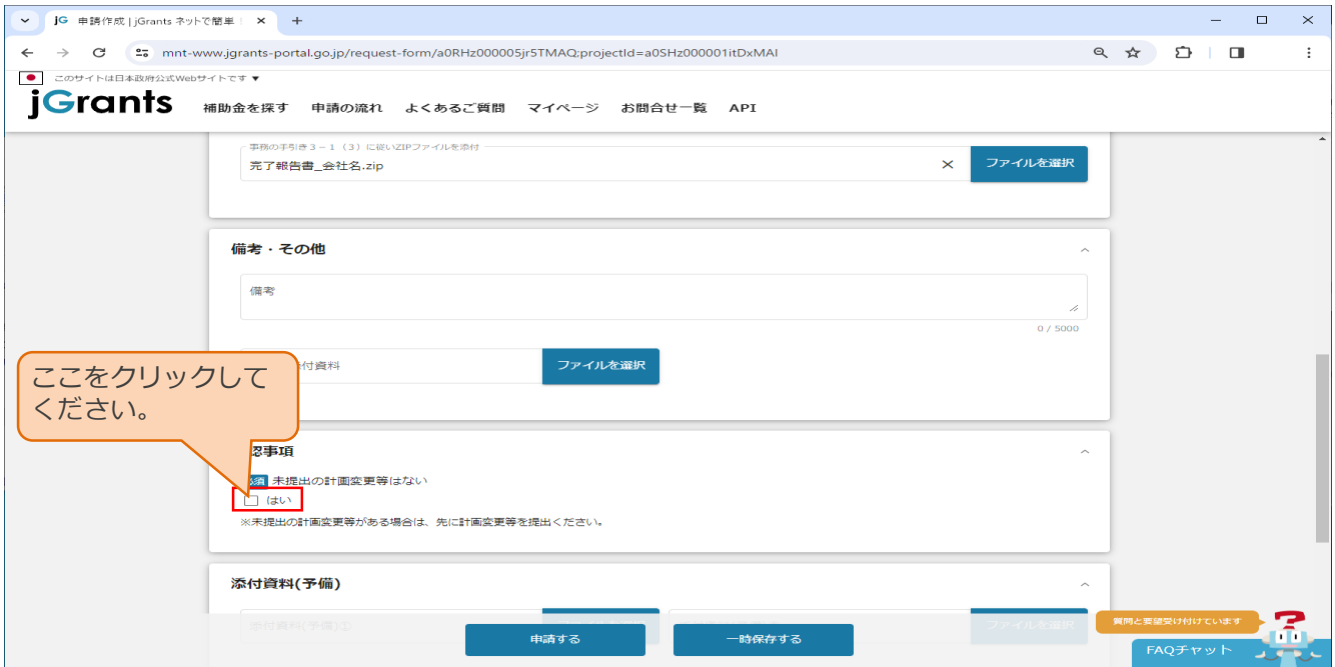 jG 申請作成 | jGrants ネットで簡単
mnt-www.jgrants-portal.go.jp/request-form/a0RHz000005jr5TMAQ;projectId=a0SHz000001itDxMAI
このサイトは日本政府公式Webサイトです ▼
jGrants 補助金を探す 申請の流れ よくあるご質問 マイページ お問合せ一覧 API
事務の手引き3-1（3）に従いZIPファイルを添付
完了報告書_会社名.zip
ファイルを選択
備考・その他
備考
0 / 5000
付資料 ファイルを選択
ここをクリックして
ください。
認事項
須 未提出の計画変更等はない
はい
※未提出の計画変更等がある場合は、先に計画変更等を提出ください。
添付資料(予備)
添付資料(予備)① ファイルを選択 ファイルを選択
申請する 一時保存する
質問と要望受け付けています
FAQチャット